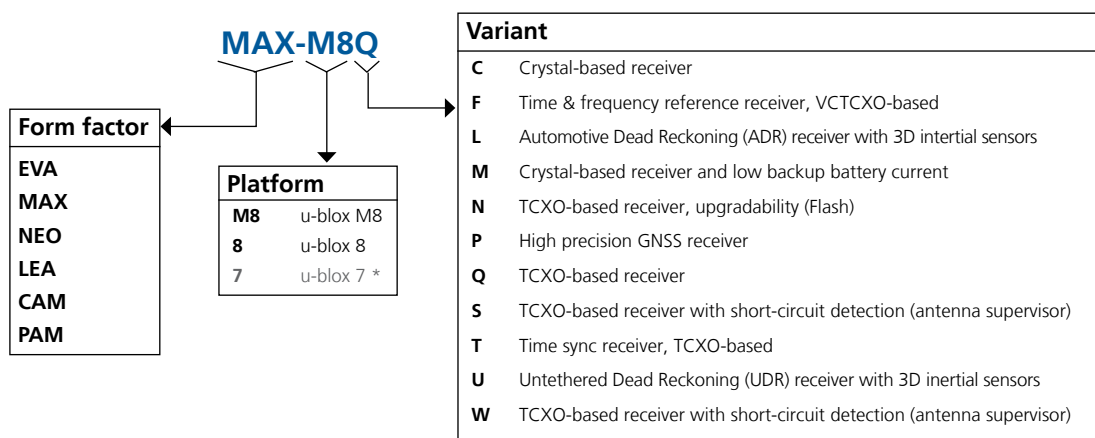 MAX-M8Q
Form factor
EVA
MAX
NEO
LEA
CAM
PAM
Platform
M8 u-blox M8
8 u-blox 8
7 u-blox 7 *
Variant
C Crystal-based receiver
F Time & frequency reference receiver, VCTCXO-based
L Automotive Dead Reckoning (ADR) receiver with 3D intertial sensors
M Crystal-based receiver and low backup battery current
N TCXO-based receiver, upgradability (Flash)
P High precision GNSS receiver
Q TCXO-based receiver
S TCXO-based receiver with short-circuit detection (antenna supervisor)
T Time sync receiver, TCXO-based
U Untethered Dead Reckoning (UDR) receiver with 3D inertial sensors
W TCXO-based receiver with short-circuit detection (antenna supervisor)